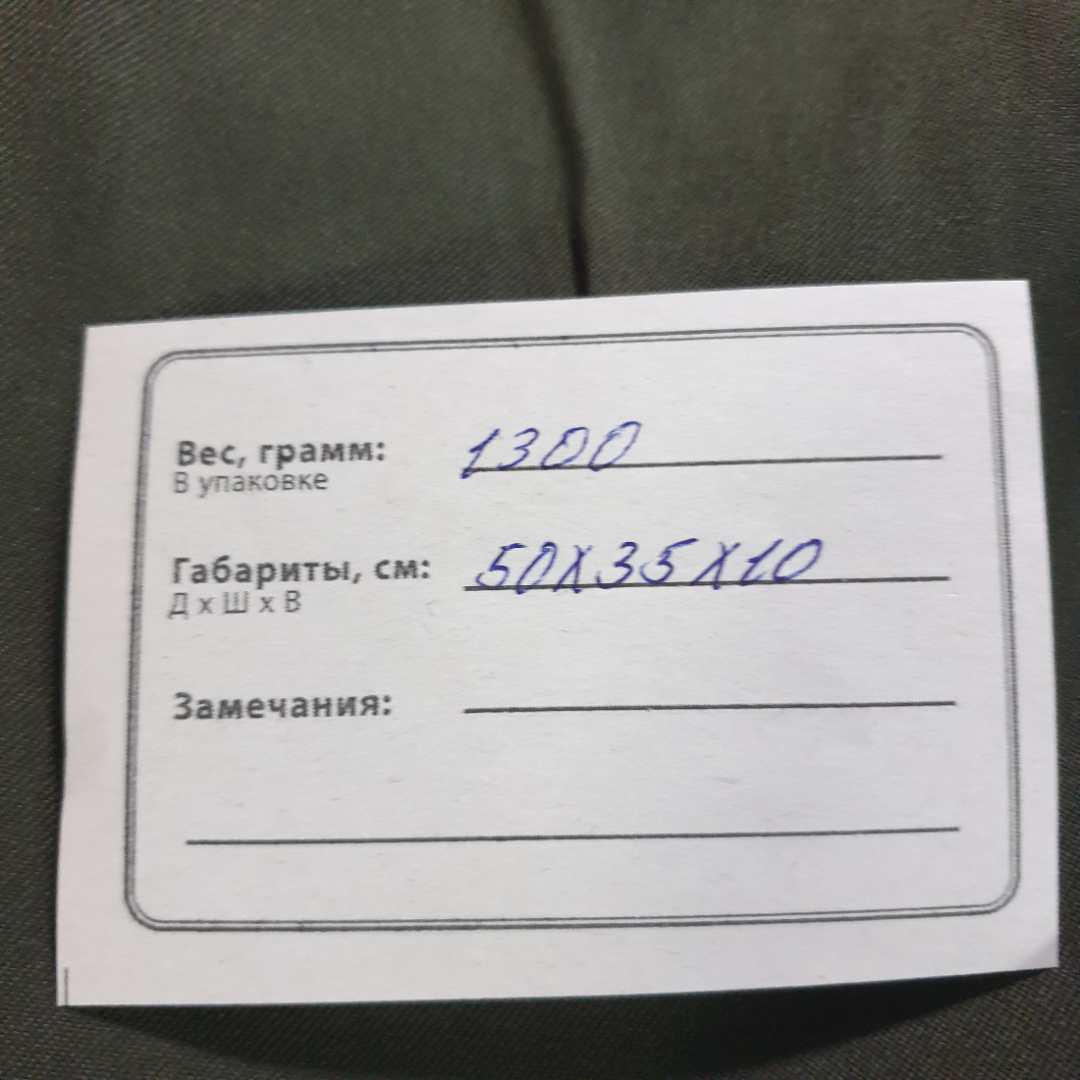 Вес, грамм: 1300
В упаковке
Габариты, см: 50X35X10
Д х Ш х В
Замечания: